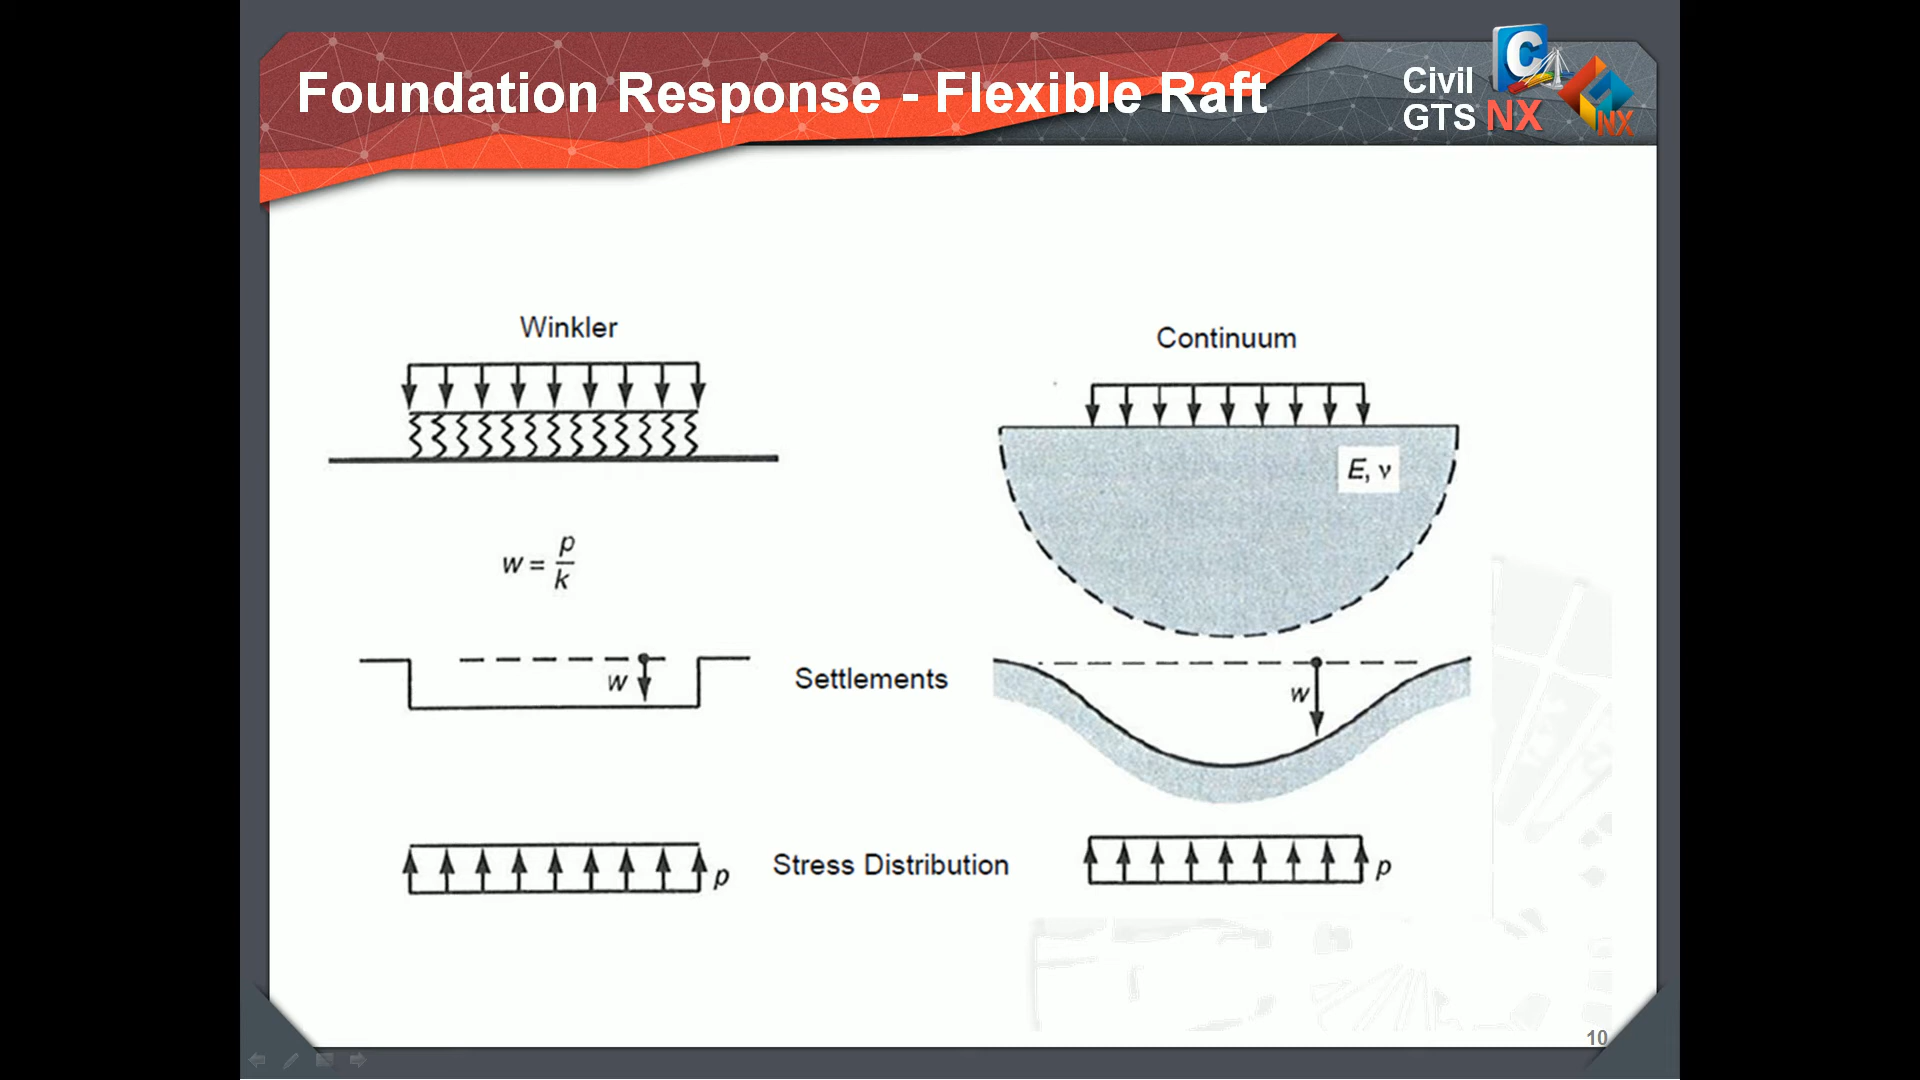 Foundation Response - Flexible Raft
Civil
GTS NX
C
NX
Winkler
Continuum
E, ν
w = p/k
w
Settlements
w
p
Stress Distribution
p
10